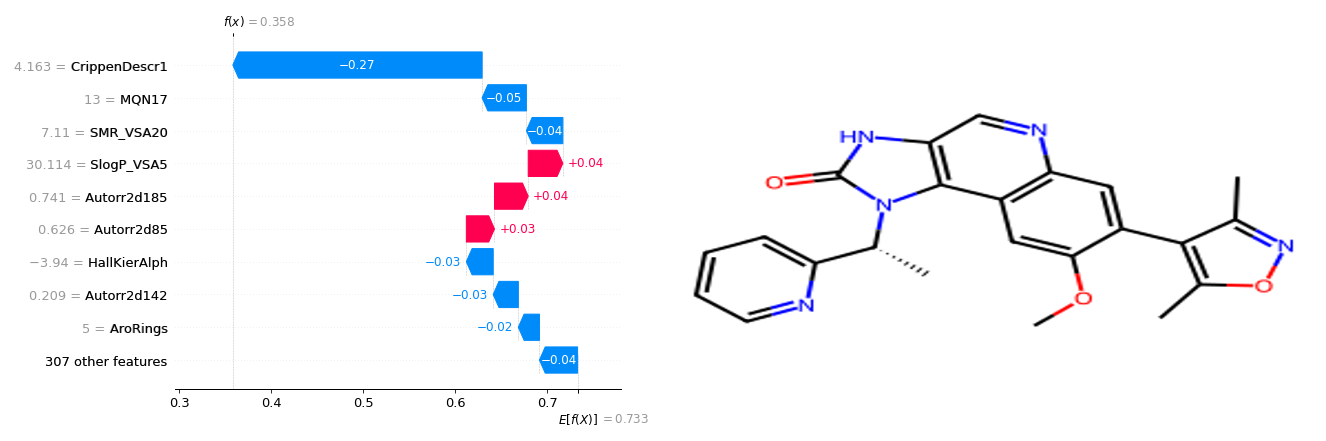 f(x) = 0.358
4.163 = CrippenDescr1
−0.27
13 = MQN17
−0.05
7.11 = SMR_VSA20
−0.04
30.114 = SlogP_VSA5
+0.04
0.741 = Autorr2d185
+0.04
0.626 = Autorr2d85
+0.03
−3.94 = HallKierAlph
−0.03
0.209 = Autorr2d142
−0.03
5 = AroRings
−0.02
307 other features
−0.04
0.3 0.4 0.5 0.6 0.7
E[f(X)] = 0.733
N
HN
O
N
N
O
N
O